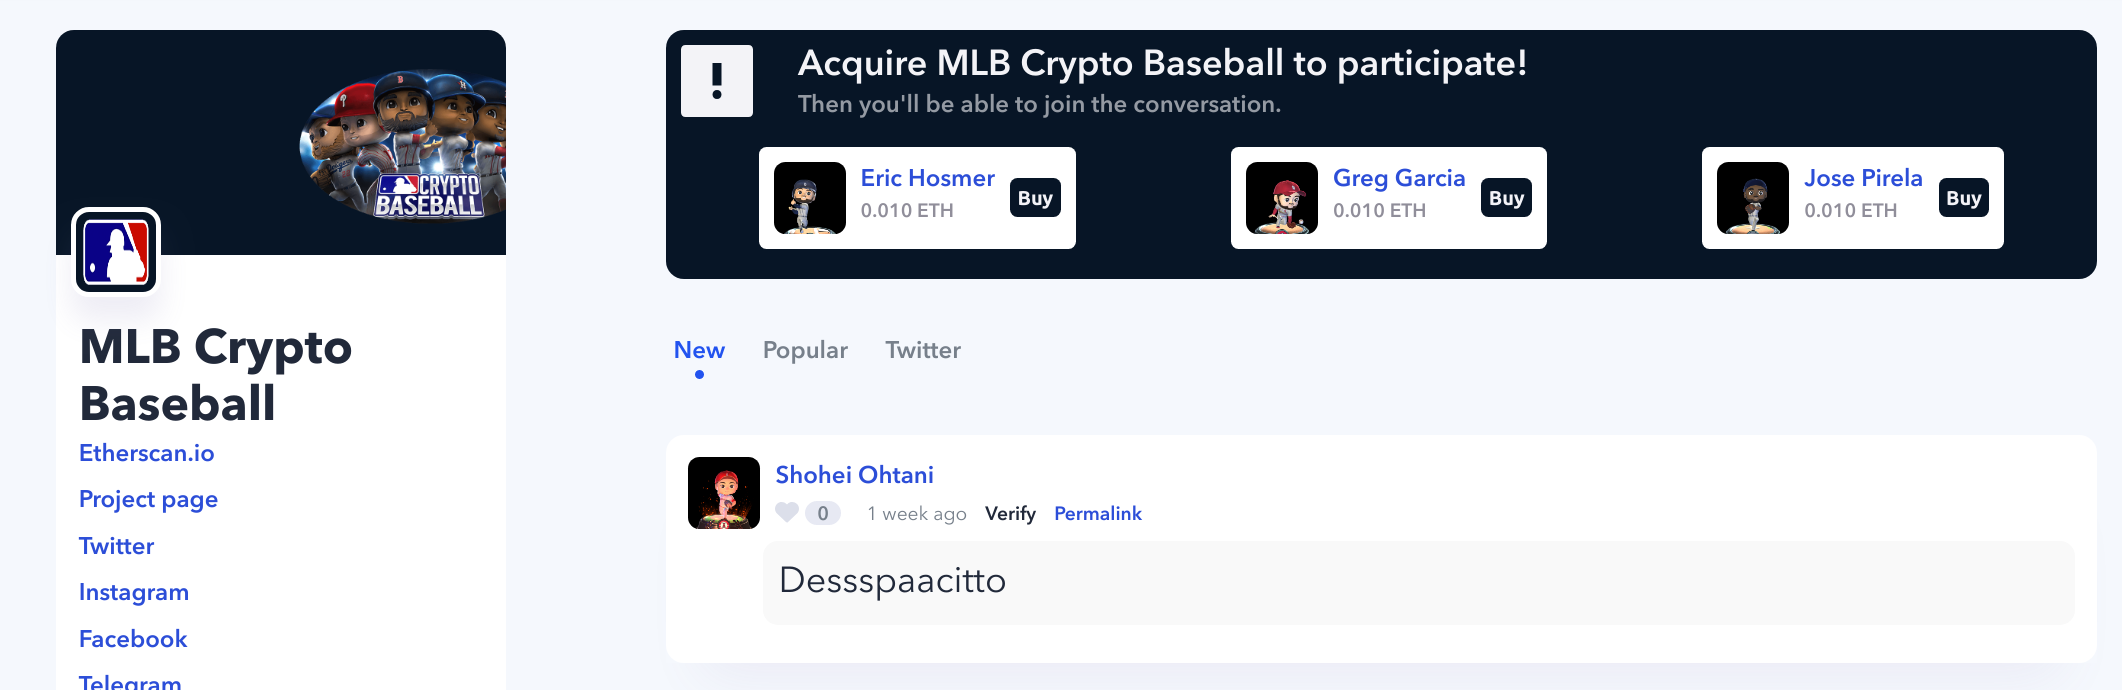 CRYPTO
BASEBALL
MLB Crypto
Baseball
Etherscan.io
Project page
Twitter
Instagram
Facebook
Telegram
!
Acquire MLB Crypto Baseball to participate!
Then you'll be able to join the conversation.
Eric Hosmer
0.010 ETH
Buy
Greg Garcia
0.010 ETH
Buy
Jose Pirela
0.010 ETH
Buy
New Popular Twitter
Shohei Ohtani
0 1 week ago Verify Permalink
Dessspaacitto